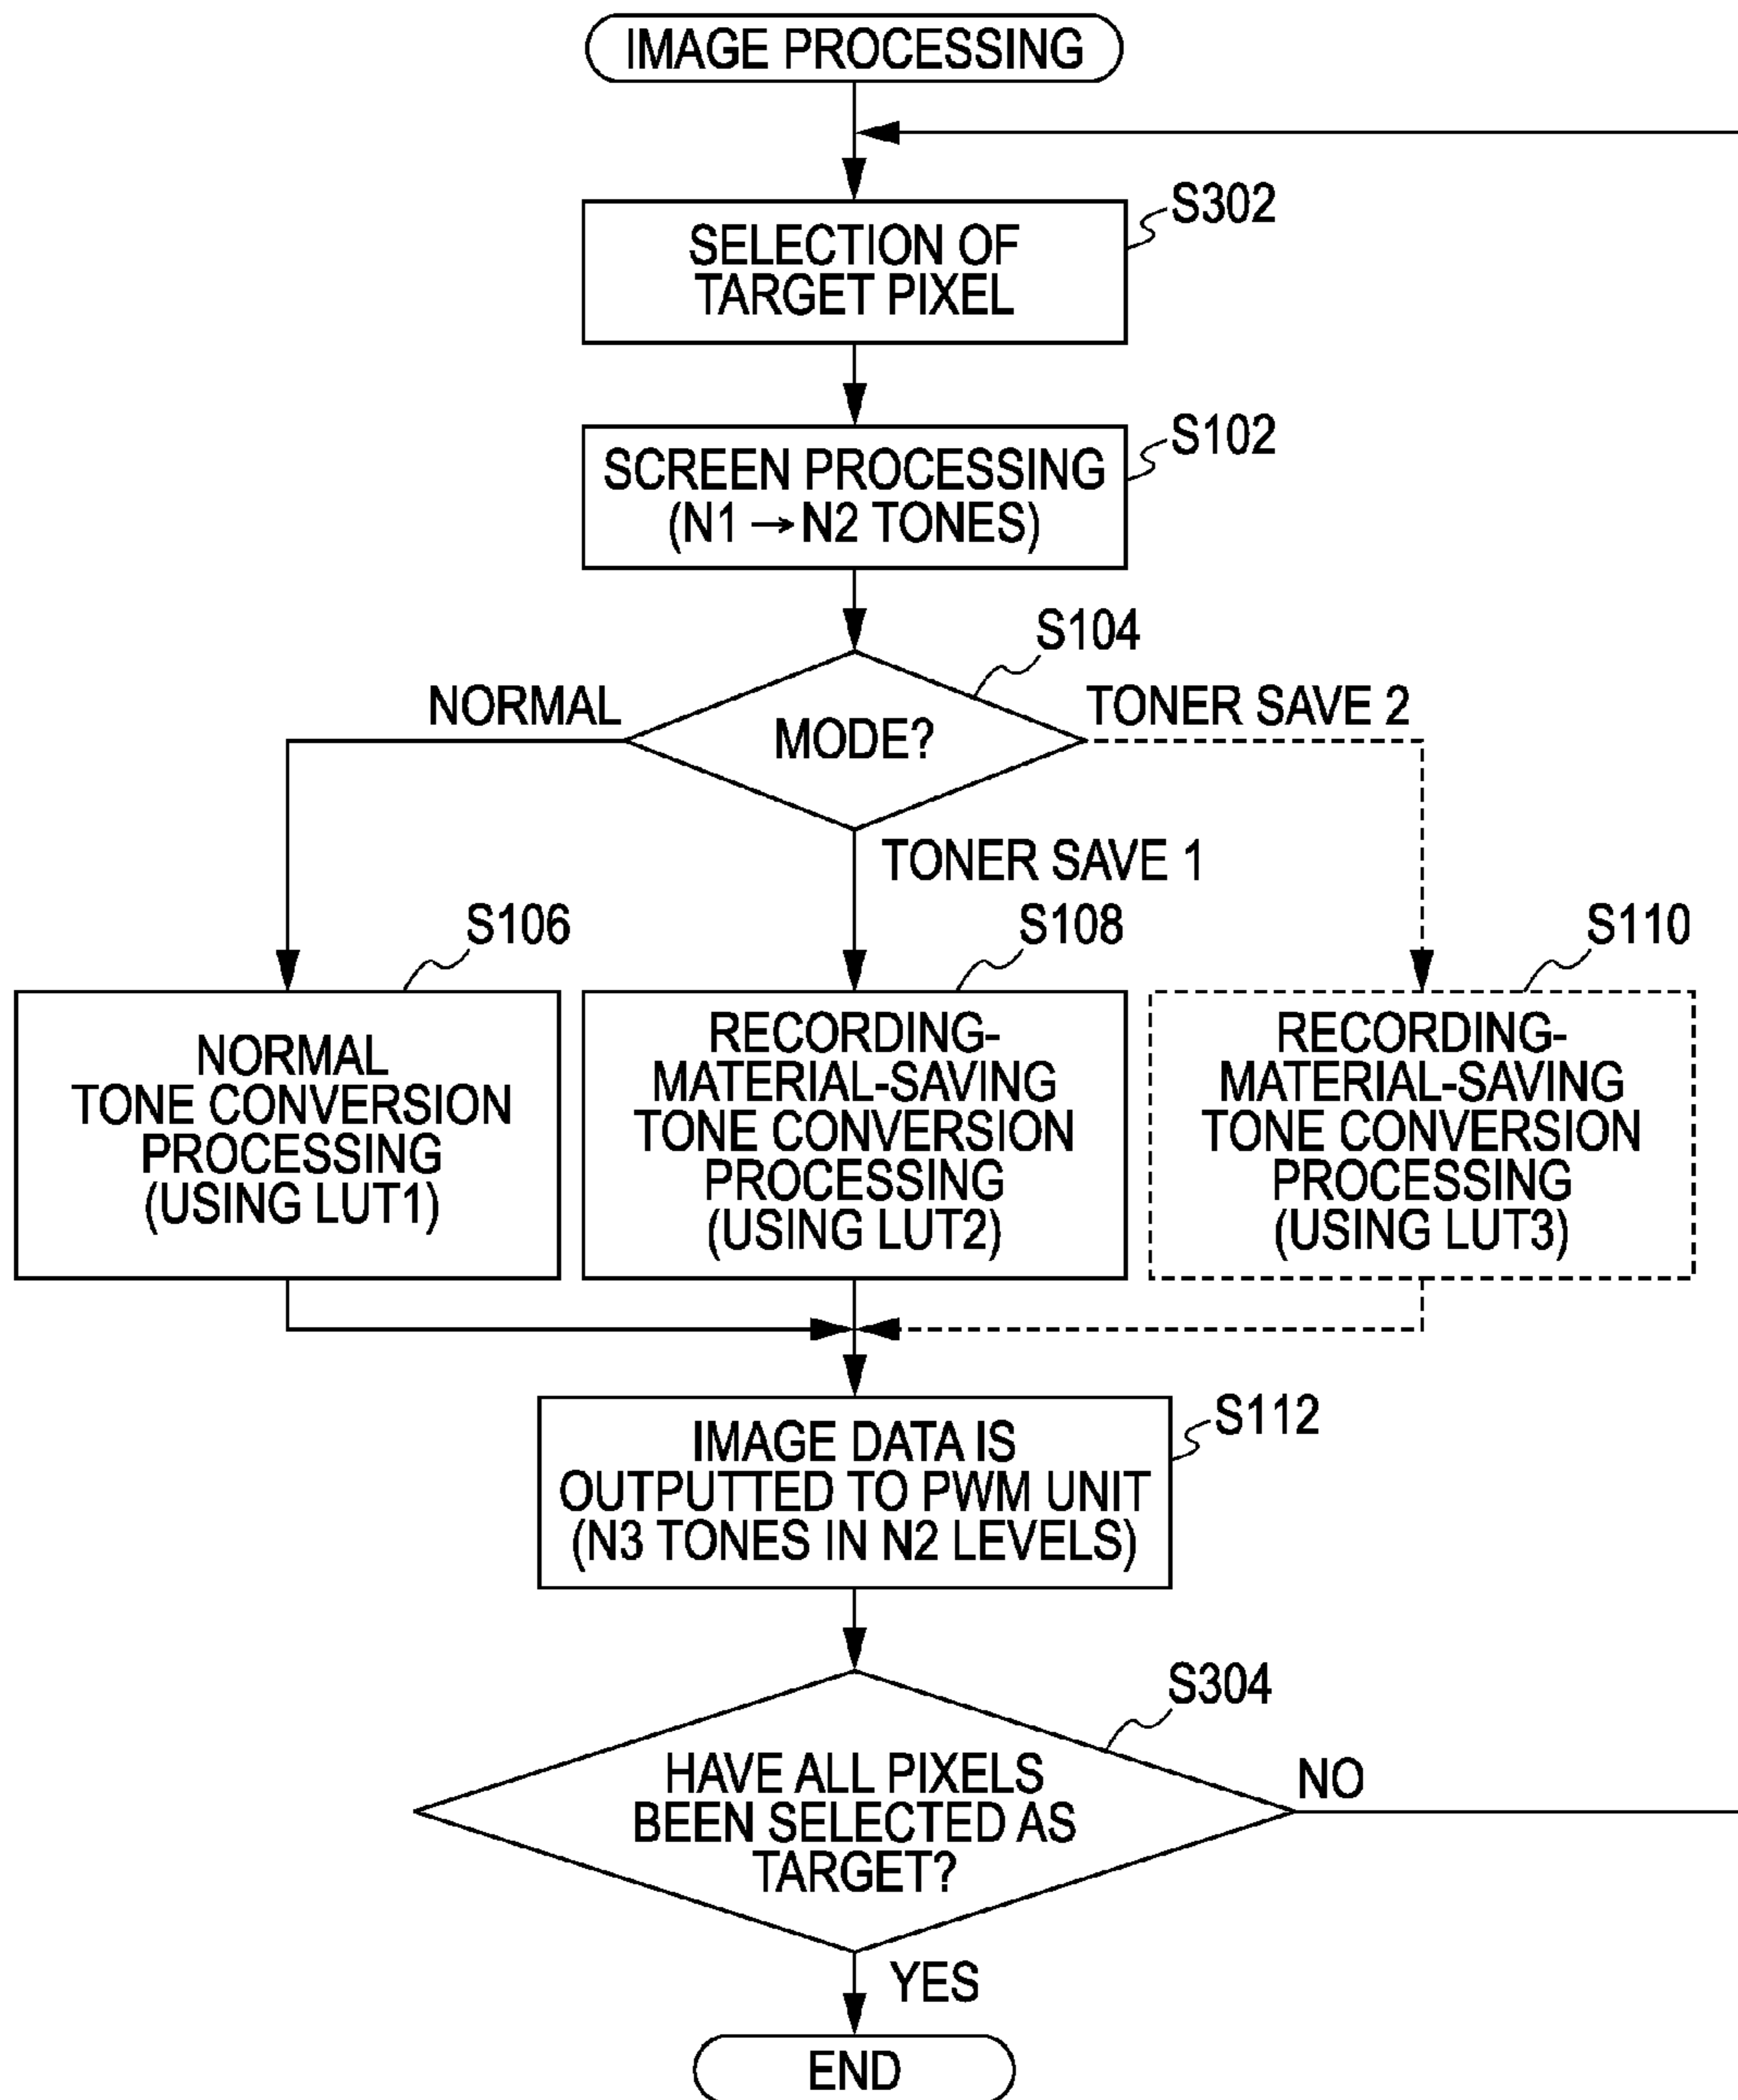 IMAGE PROCESSING
S302
SELECTION OF
TARGET PIXEL
S102
SCREEN PROCESSING
(N1 → N2 TONES)
S104
NORMAL
MODE?
TONER SAVE 2
TONER SAVE 1
S106
NORMAL
TONE CONVERSION
PROCESSING
(USING LUT1)
S108
RECORDING-
MATERIAL-SAVING
TONE CONVERSION
PROCESSING
(USING LUT2)
S110
RECORDING-
MATERIAL-SAVING
TONE CONVERSION
PROCESSING
(USING LUT3)
S112
IMAGE DATA IS
OUTPUTTED TO PWM UNIT
(N3 TONES IN N2 LEVELS)
S304
HAVE ALL PIXELS
BEEN SELECTED AS
TARGET?
NO
YES
END